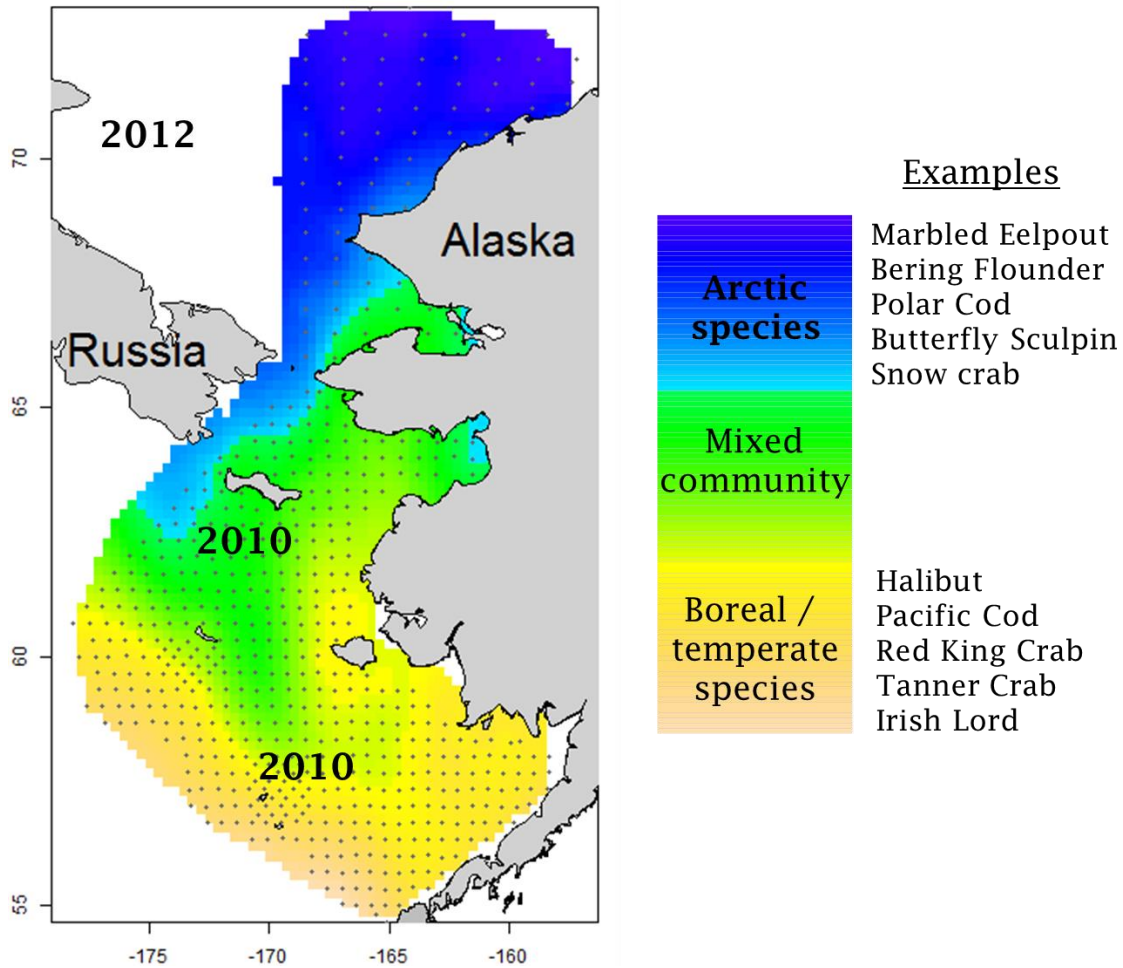 2012
70
Alaska
Russia
65
2010
60
2010
55
-175
-170
-165
-160
Examples
Arctic
species
Mixed
community
Boreal /
temperate
species
Marbled Eelpout
Bering Flounder
Polar Cod
Butterfly Sculpin
Snow crab
Halibut
Pacific Cod
Red King Crab
Tanner Crab
Irish Lord